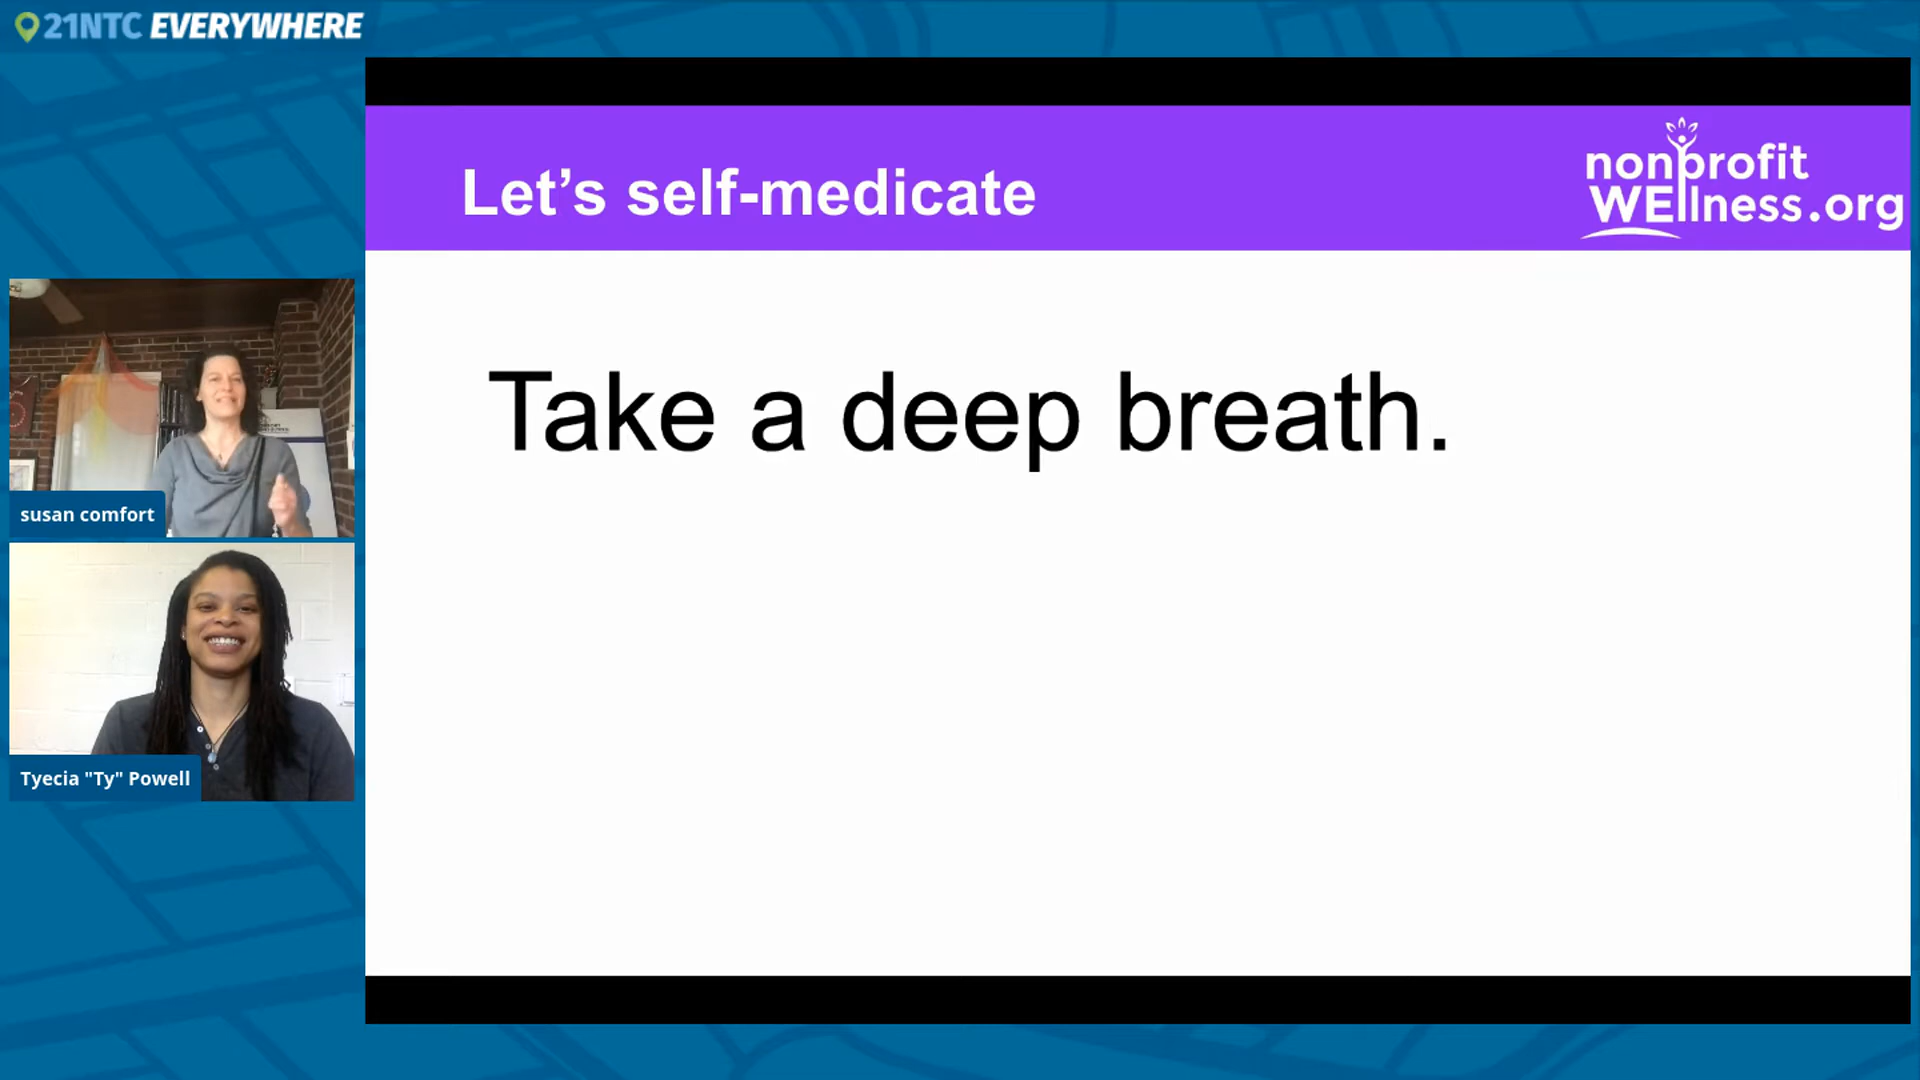 21NTC EVERYWHERE
Let's self-medicate
nonprofit
WEllness.org
Take a deep breath.
susan comfort
Tyecia "Ty" Powell